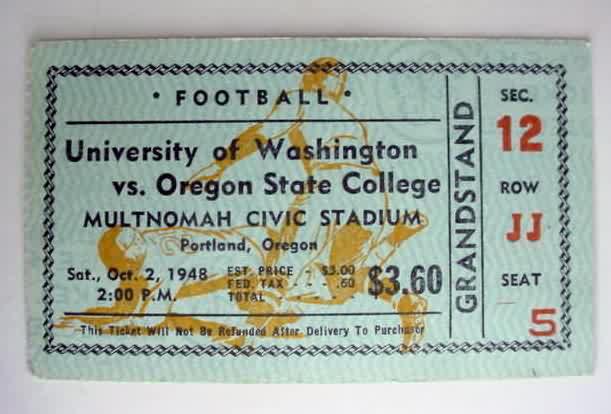 • FOOTBALL •
University of Washington
vs. Oregon State College
MULTNOMAH CIVIC STADIUM
Portland, Oregon
Sat., Oct. 2, 1948
2:00 P.M.
EST. PRICE - $3.00
FED. TAX - - - .60
TOTAL - - -
$3.60
This Ticket Will Not Be Refunded After Delivery To Purchaser
GRANDSTAND
SEC.
12
ROW
JJ
SEAT
5